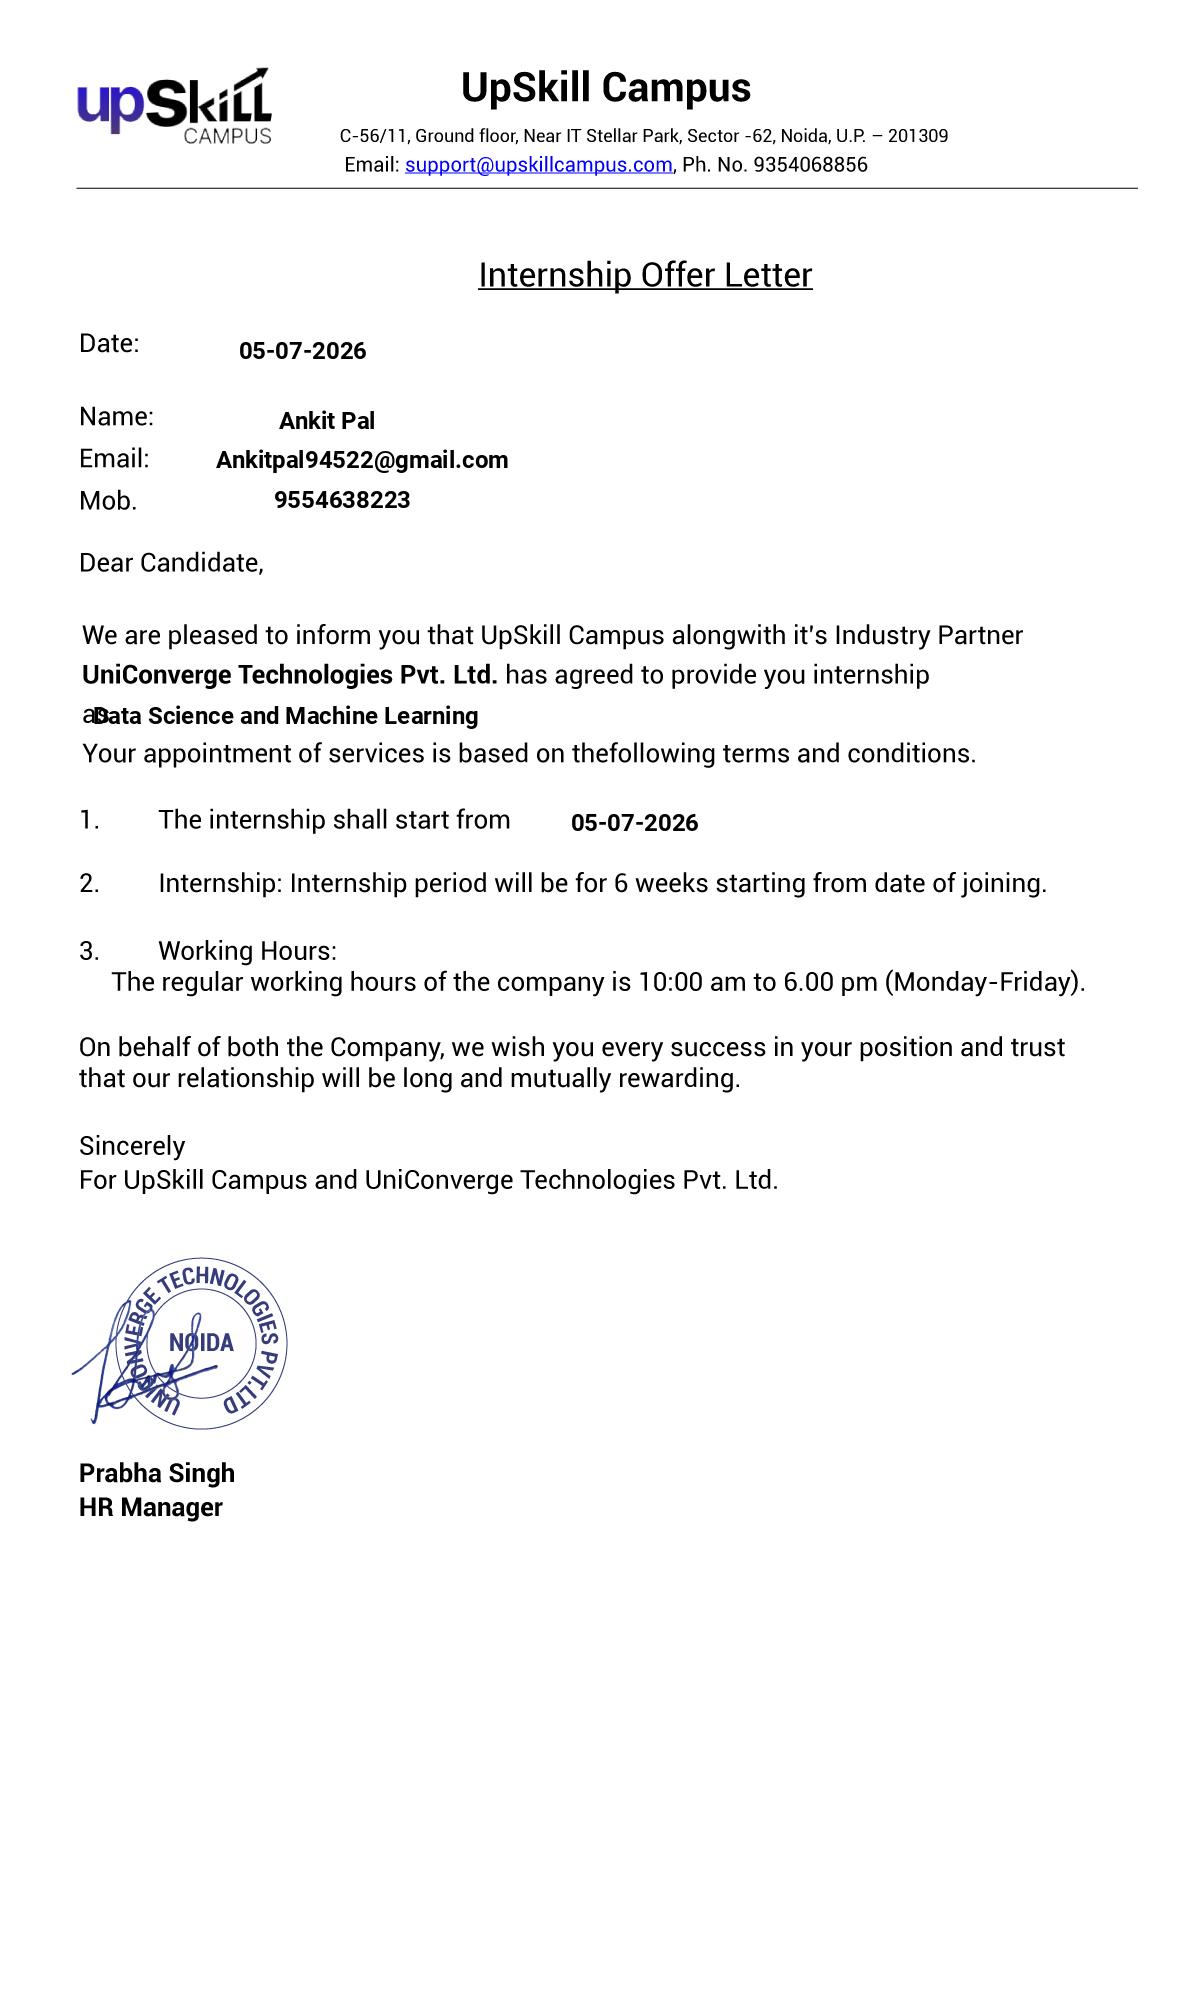 upSkill
CAMPUS
UpSkill Campus
C-56/11, Ground floor, Near IT Stellar Park, Sector -62, Noida, U.P. – 201309
Email: support@upskillcampus.com, Ph. No. 9354068856
Internship Offer Letter
Date: 05-07-2026
Name: Ankit Pal
Email: Ankitpal94522@gmail.com
Mob. 9554638223
Dear Candidate,
We are pleased to inform you that UpSkill Campus alongwith it's Industry Partner
UniConverge Technologies Pvt. Ltd. has agreed to provide you internship
as Data Science and Machine Learning
Your appointment of services is based on thefollowing terms and conditions.
1. The internship shall start from 05-07-2026
2. Internship: Internship period will be for 6 weeks starting from date of joining.
3. Working Hours:
The regular working hours of the company is 10:00 am to 6.00 pm (Monday-Friday).
On behalf of both the Company, we wish you every success in your position and trust
that our relationship will be long and mutually rewarding.
Sincerely
For UpSkill Campus and UniConverge Technologies Pvt. Ltd.
UNICONVERGE TECHNOLOGIES PVT.LTD
NOIDA
Prabha Singh
HR Manager